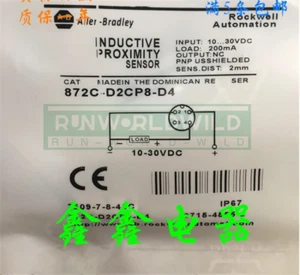 质保
满5条包邮
Allen-Bradley
Rockwell
Automation
INDUCTIVE
PROXIMITY
SENSOR
INPUT: 10...30VDC
LOAD: 200mA
OUTPUT:NC
PNP USSHIELDED
SENS.DIST: 2mm
CAT MADEIN THE DOMINICAN RE SER
872C-D2CP8-D4
RUNWORLDWILD
LOAD
10-30VDC
CE
IP67
鑫鑫电器